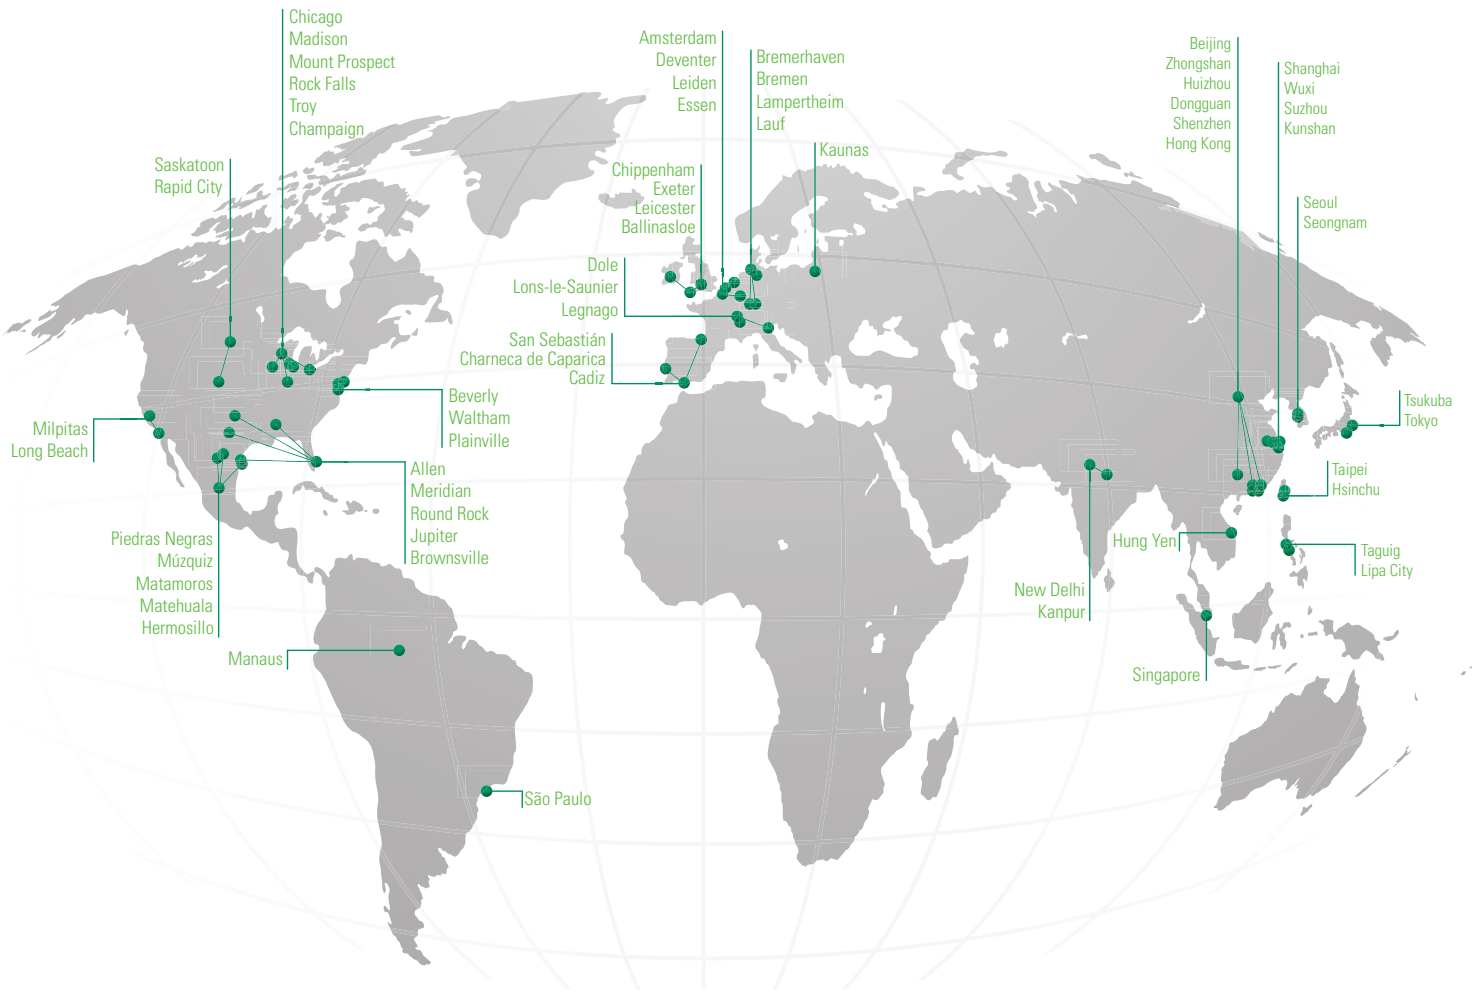 Chicago
Madison
Mount Prospect
Rock Falls
Troy
Champaign
Saskatoon
Rapid City
Amsterdam
Deventer
Leiden
Essen
Bremerhaven
Bremen
Lampertheim
Lauf
Kaunas
Chippenham
Exeter
Leicester
Ballinasloe
Dole
Lons-le-Saunier
Legnago
San Sebastián
Charneca de Caparica
Cadiz
Beijing
Zhongshan
Huizhou
Dongguan
Shenzhen
Hong Kong
Shanghai
Wuxi
Suzhou
Kunshan
Seoul
Seongnam
Tsukuba
Tokyo
Taipei
Hsinchu
Taguig
Lipa City
Hung Yen
New Delhi
Kanpur
Singapore
Milpitas
Long Beach
Beverly
Waltham
Plainville
Allen
Meridian
Round Rock
Jupiter
Brownsville
Piedras Negras
Múzquiz
Matamoros
Matehuala
Hermosillo
Manaus
São Paulo